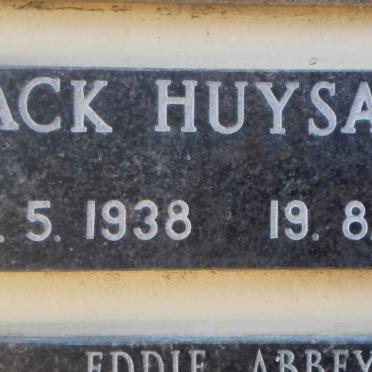 ACK HUYSA
. 5. 1938 19. 8.
EDDIE ABBEY